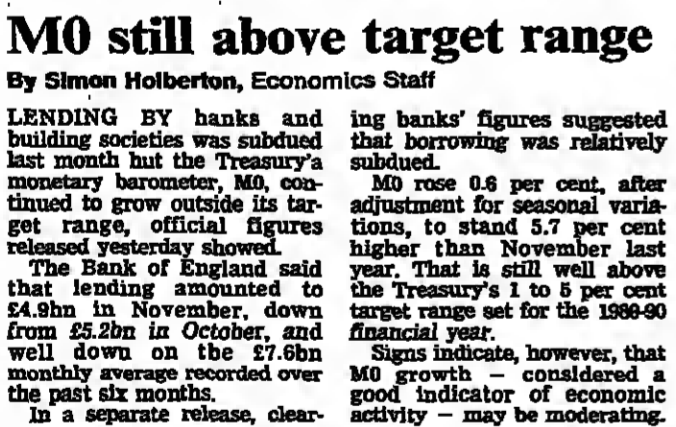 M0 still above target range
By Simon Holberton, Economics Staff
LENDING BY hanks and
building societies was subdued
last month hut the Treasury'a
monetary barometer, M0, con-
tinued to grow outside its tar-
get range, official figures
released yesterday showed.
The Bank of England said
that lending amounted to
£4.9hn in November, down
from £5.2bn in October, and
well down on tbe £7.6bn
monthly average recorded over
the past six months.
In a separate release, clear-
ing banks' figures suggested
that borrowing was relatively
subdued.
M0 rose 0.6 per cent, after
adjustment for seasonal varia-
tions, to stand 5.7 per cent
higher than November last
year. That is still well above
the Treasury's 1 to 5 per cent
target range set for the 1989-90
financial year.
Signs indicate, however, that
M0 growth — considered a
good indicator of economic
activity — may be moderating.